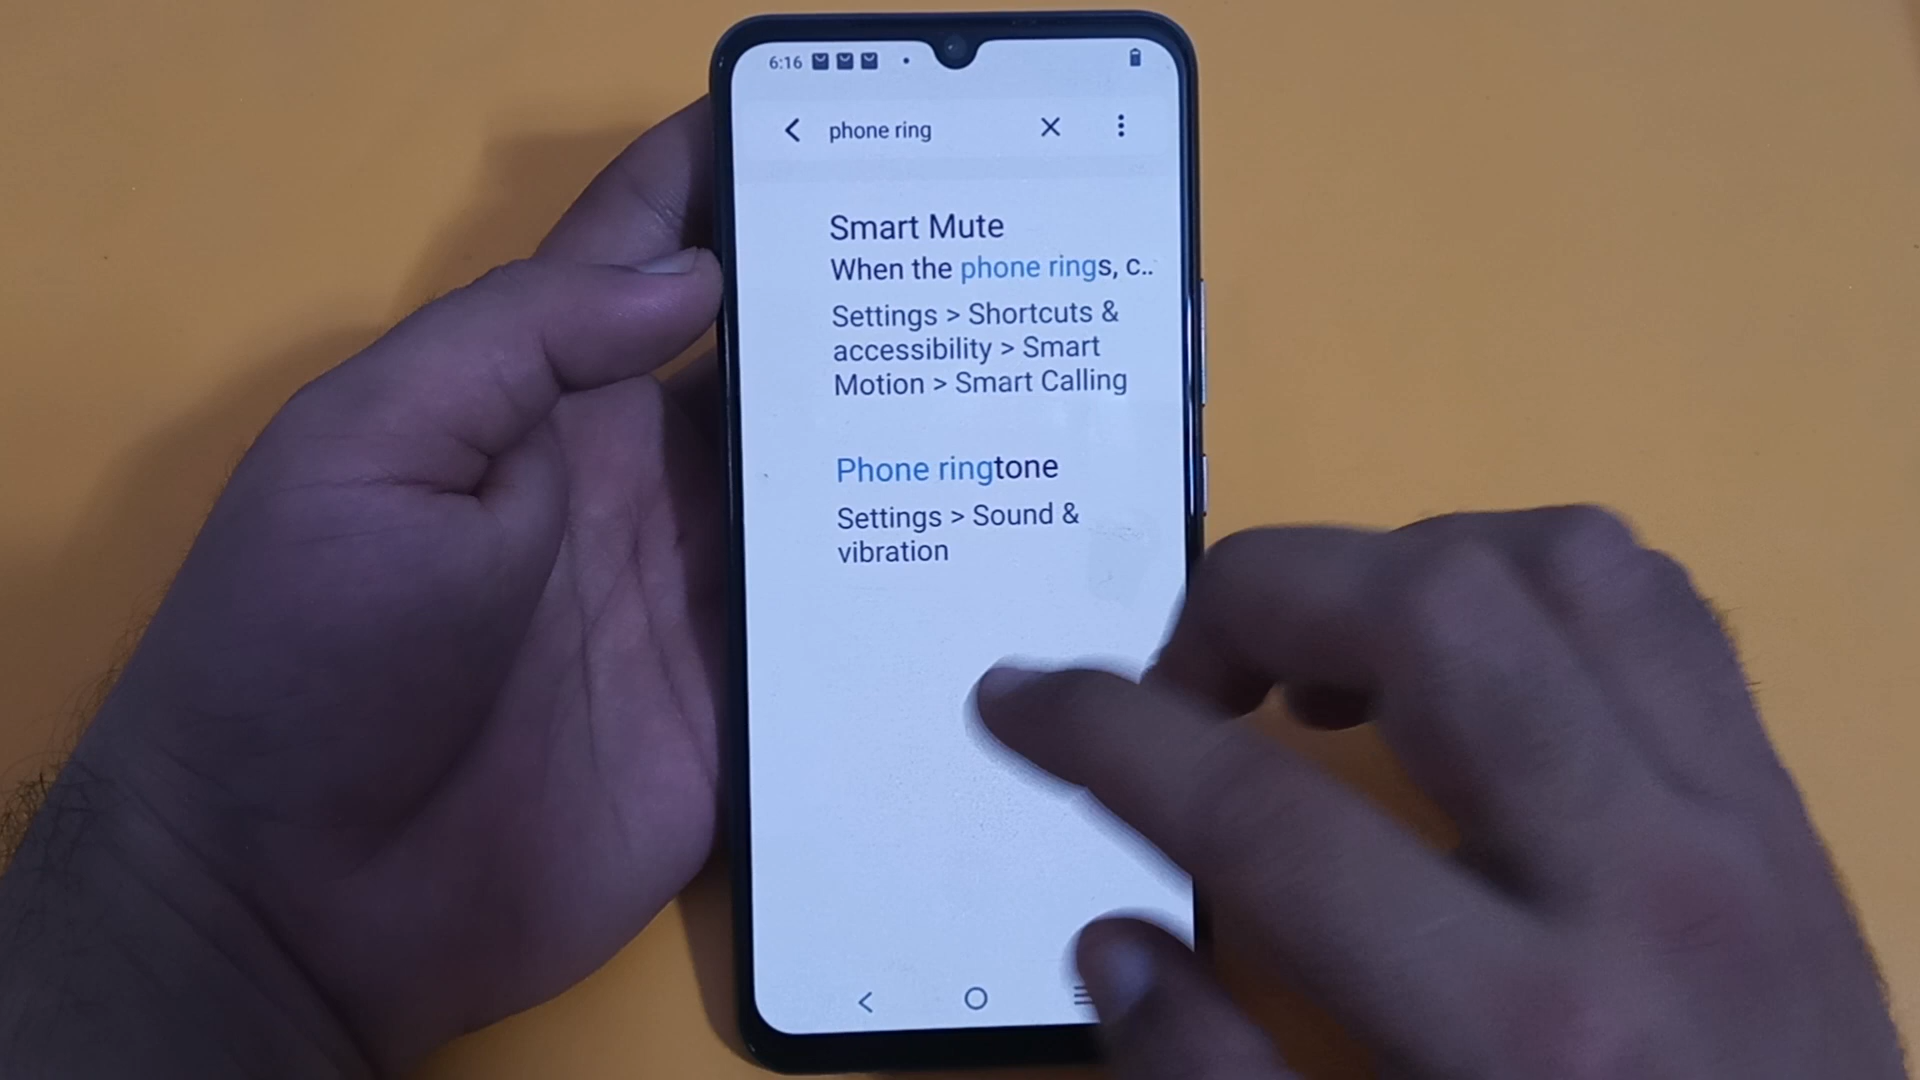 6:16
phone ring
Smart Mute
When the phone rings, c..
Settings > Shortcuts &
accessibility > Smart
Motion > Smart Calling
Phone ringtone
Settings > Sound &
vibration